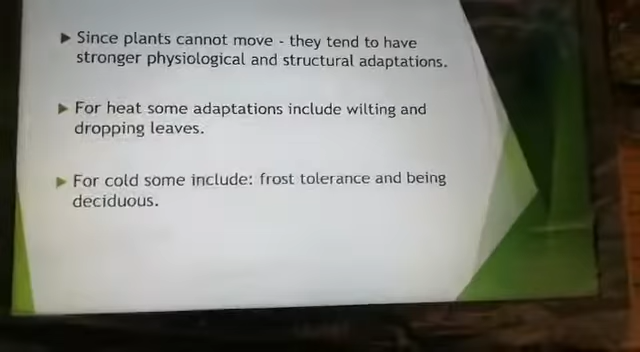 Since plants cannot move - they tend to have
stronger physiological and structural adaptations.
For heat some adaptations include wilting and
dropping leaves.
For cold some include: frost tolerance and being
deciduous.